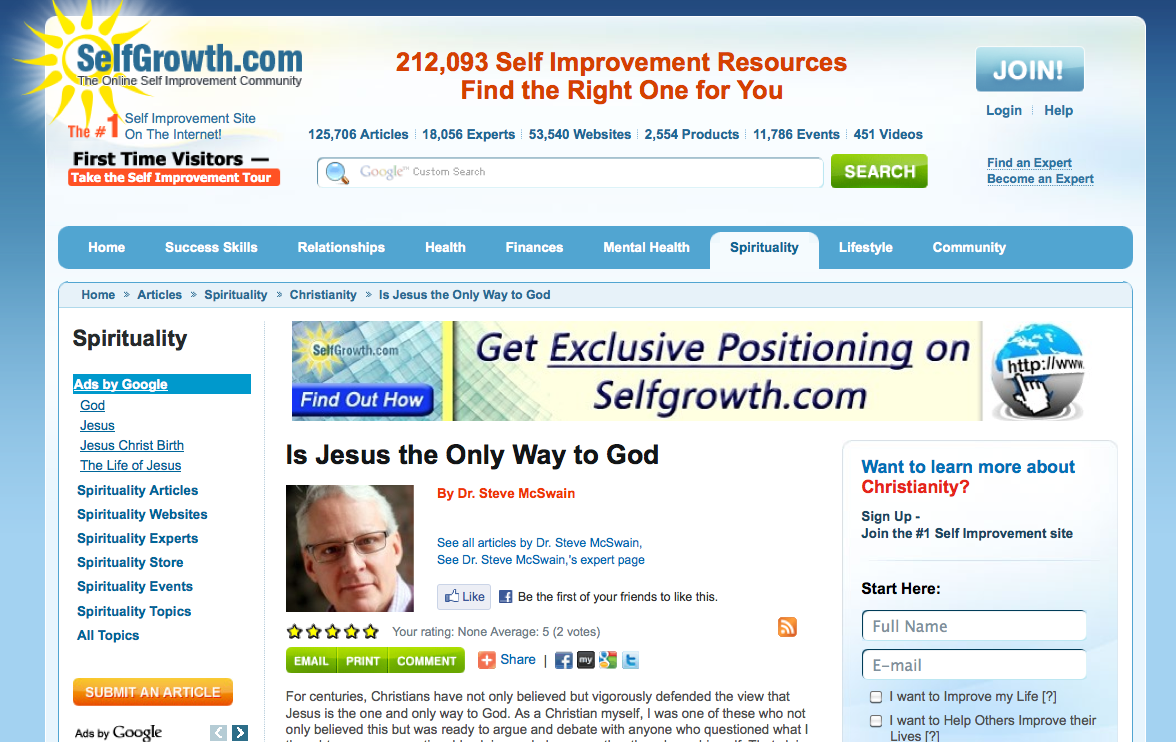 SelfGrowth.com
The Online Self Improvement Community
The #1 Self Improvement Site
On The Internet!
First Time Visitors —
Take the Self Improvement Tour
212,093 Self Improvement Resources
Find the Right One for You
125,706 Articles 18,056 Experts 53,540 Websites 2,554 Products 11,786 Events 451 Videos
Google™ Custom Search
SEARCH
JOIN!
Login Help
Find an Expert
Become an Expert
Home Success Skills Relationships Health Finances Mental Health Spirituality Lifestyle Community
Home » Articles » Spirituality » Christianity » Is Jesus the Only Way to God
Spirituality
Ads by Google
God
Jesus
Jesus Christ Birth
The Life of Jesus
Spirituality Articles
Spirituality Websites
Spirituality Experts
Spirituality Store
Spirituality Events
Spirituality Topics
All Topics
SUBMIT AN ARTICLE
Ads by Google
SelfGrowth.com
Find Out How
Get Exclusive Positioning on
Selfgrowth.com
http://www.
Is Jesus the Only Way to God
By Dr. Steve McSwain
See all articles by Dr. Steve McSwain,
See Dr. Steve McSwain,'s expert page
Like Be the first of your friends to like this.
Your rating: None Average: 5 (2 votes)
EMAIL PRINT COMMENT Share | my
For centuries, Christians have not only believed but vigorously defended the view that
Jesus is the one and only way to God. As a Christian myself, I was one of these who not
only believed this but was ready to argue and debate with anyone who questioned what I
Want to learn more about
Christianity?
Sign Up -
Join the #1 Self Improvement site
Start Here:
Full Name
E-mail
I want to Improve my Life [?]
I want to Help Others Improve their
Lives [?]